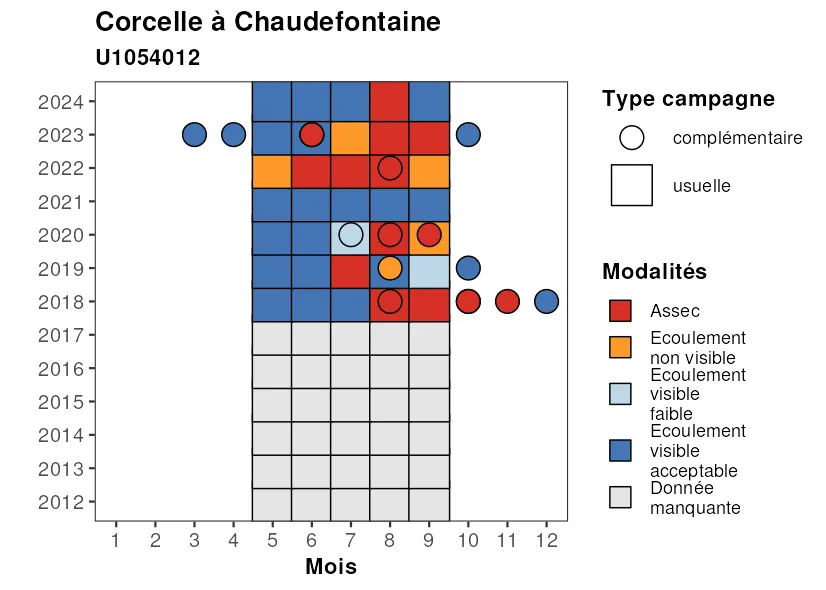 Corcelle à Chaudefontaine
U1054012
2024
2023
2022
2021
2020
2019
2018
2017
2016
2015
2014
2013
2012
1 2 3 4 5 6 7 8 9 10 11 12
Mois
Type campagne
complémentaire
usuelle
Modalités
Assec
Ecoulement
non visible
Ecoulement
visible
faible
Ecoulement
visible
acceptable
Donnée
manquante